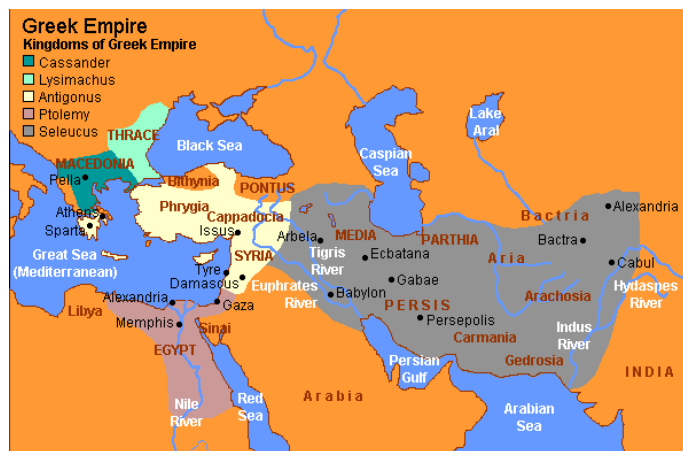 Greek Empire
Kingdoms of Greek Empire
Cassander
Lysimachus
Antigonus
Ptolemy
Seleucus
THRACE
MACEDONIA
Pella
Athens
Sparta
Great Sea
(Mediterranean)
Black Sea
Bithynia
PONTUS
Phrygia
Cappadocia
Issus
SYRIA
Tyre
Damascus
Gaza
Alexandria
Libya
Memphis
Sinai
EGYPT
Nile
River
Red
Sea
Caspian
Sea
Lake
Aral
Arbela
MEDIA
Tigris
River
Ecbatana
PARTHIA
Euphrates
River
Babylon
Gabae
PERSIS
Persepolis
Carmania
Persian
Gulf
Arabia
Bactria
Alexandria
Bactra
Aria
Cabul
Arachosia
Hydaspes
River
Indus
River
Gedrosia
INDIA
Arabian
Sea